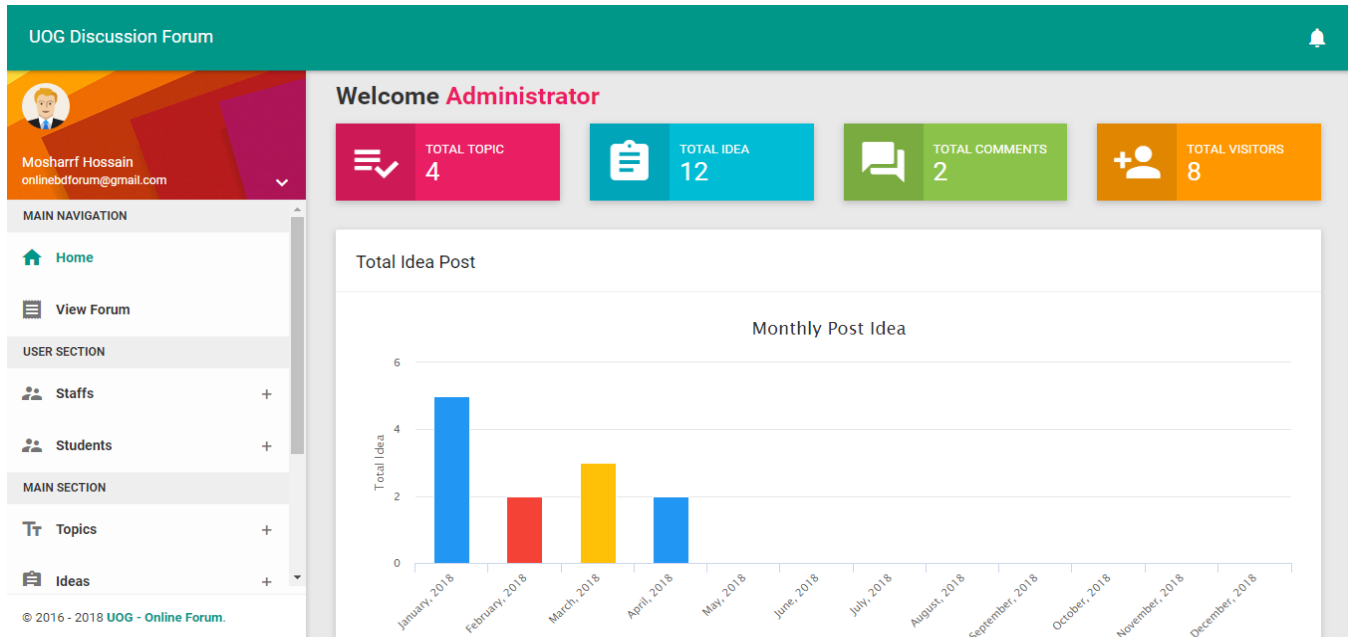 UOG Discussion Forum
Mosharrf Hossain
onlinebdforum@gmail.com
MAIN NAVIGATION
Home
View Forum
USER SECTION
Staffs
+
Students
+
MAIN SECTION
Topics
+
Ideas
+
© 2016 - 2018 UOG - Online Forum.
Welcome Administrator
TOTAL TOPIC
4
TOTAL IDEA
12
TOTAL COMMENTS
2
TOTAL VISITORS
8
Total Idea Post
Monthly Post Idea
Total Idea
6
4
2
0
January, 2018
February, 2018
March, 2018
April, 2018
May, 2018
June, 2018
July, 2018
August, 2018
September, 2018
October, 2018
November, 2018
December, 2018